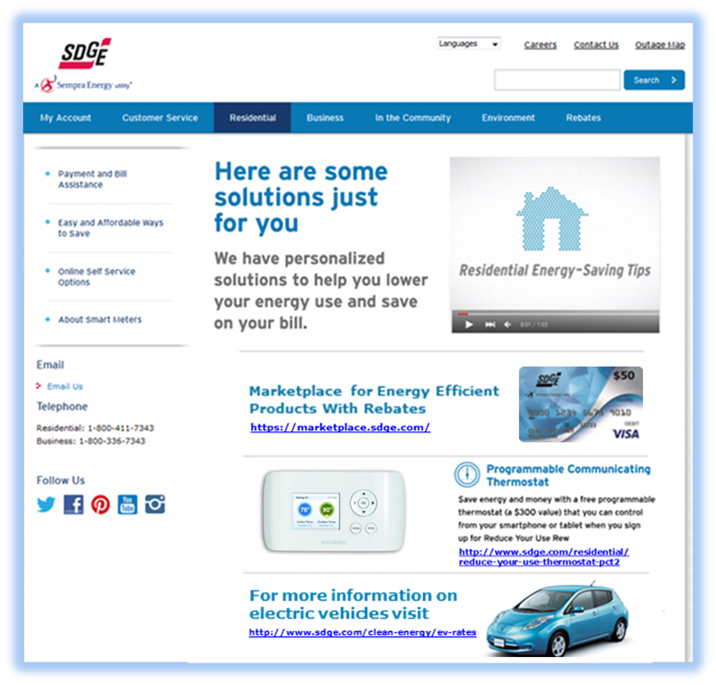 SDGE
A Sempra Energy utility®
Languages
Careers
Contact Us
Outage Map
Search
My Account
Customer Service
Residential
Business
In the Community
Environment
Rebates
Payment and Bill
Assistance
Easy and Affordable Ways
to Save
Online Self Service
Options
About Smart Meters
Email
Email Us
Telephone
Residential: 1-800-411-7343
Business: 1-800-336-7343
Follow Us
You
Tube
Here are some
solutions just
for you
We have personalized
solutions to help you lower
your energy use and save
on your bill.
Residential Energy-Saving Tips
0:01 / 1:03
Marketplace for Energy Efficient
Products With Rebates
https://marketplace.sdge.com/
SDGE
$50
DEBIT
VISA
78°
90°
Programmable Communicating
Thermostat
Save energy and money with a free programmable
thermostat (a $300 value) that you can control
from your smartphone or tablet when you sign
up for Reduce Your Use Rew
http://www.sdge.com/residential/
reduce-your-use-thermostat-pct2
For more information on
electric vehicles visit
http://www.sdge.com/clean-energy/ev-rates